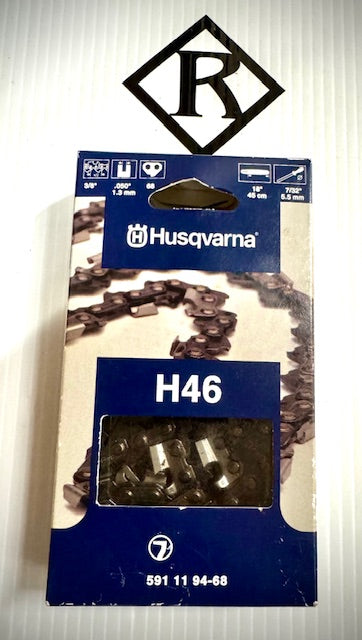 R
3/8"
.050"
1.3 mm
68
18"
45 cm
7/32"
5.5 mm
Husqvarna®
H46
591 11 94-68